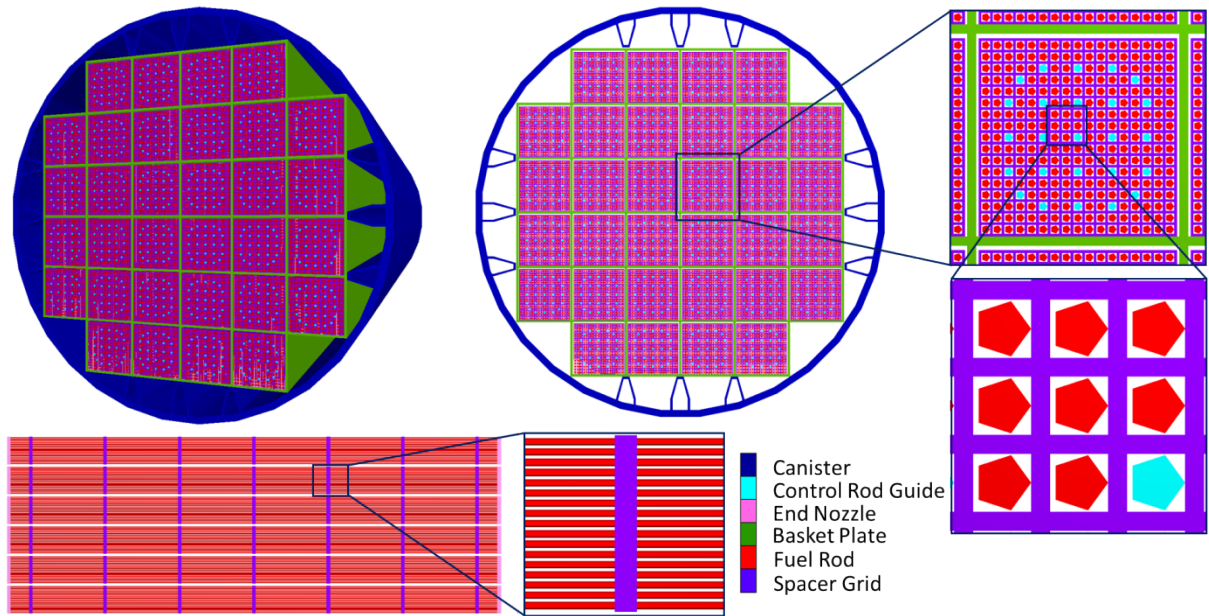 Canister
Control Rod Guide
End Nozzle
Basket Plate
Fuel Rod
Spacer Grid